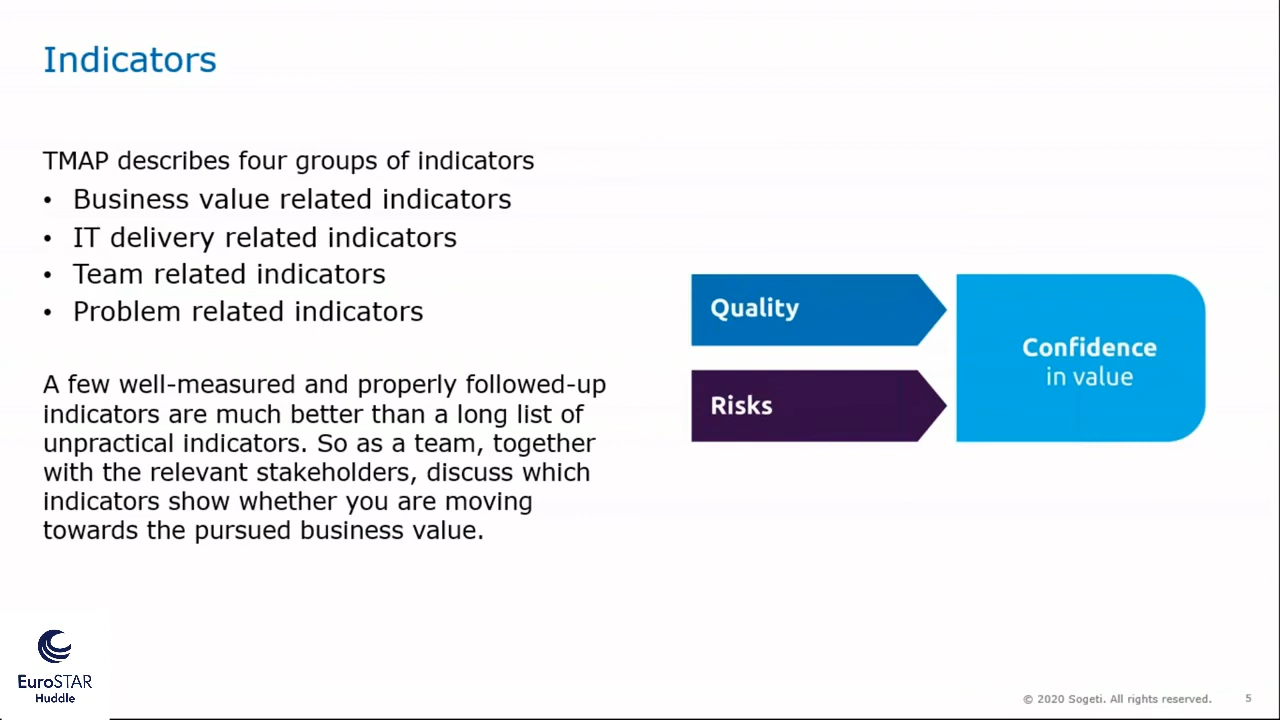 Indicators
TMAP describes four groups of indicators
• Business value related indicators
• IT delivery related indicators
• Team related indicators
• Problem related indicators
A few well-measured and properly followed-up
indicators are much better than a long list of
unpractical indicators. So as a team, together
with the relevant stakeholders, discuss which
indicators show whether you are moving
towards the pursued business value.
Quality
Risks
Confidence
in value
EuroSTAR
Huddle
© 2020 Sogeti. All rights reserved. 5